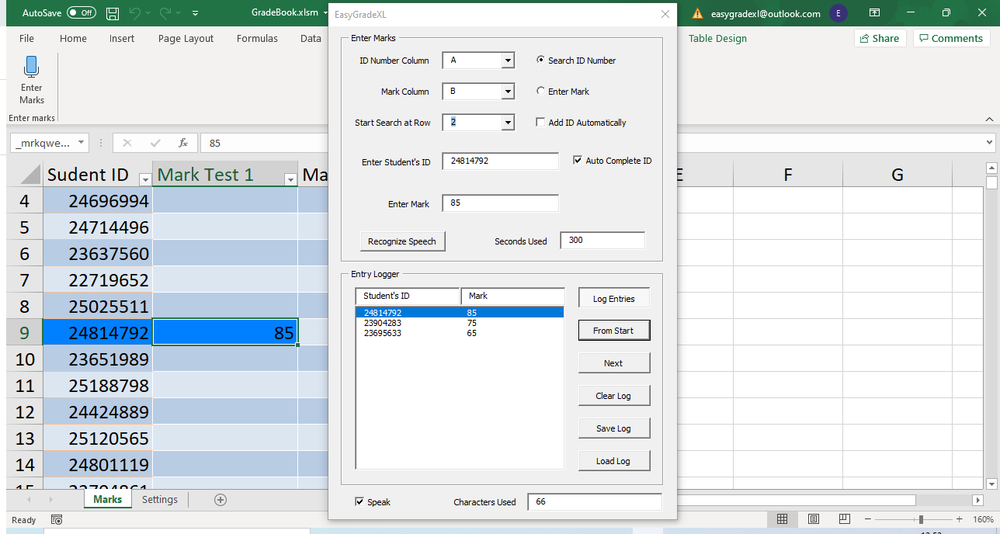 AutoSave Off GradeBook.xlsm EasyGradeXL easygradexl@outlook.com E
File Home Insert Page Layout Formulas Data Table Design Share Comments
Enter
Marks
Enter marks
_mrkqwe... fx 85
Sudent ID Mark Test 1 Ma E F G
4 24696994
5 24714496
6 23637560
7 22719652
8 25025511
9 24814792 85
10 23651989
11 25188798
12 24424889
13 25120565
14 24801119
Marks Settings
Ready
160%
Enter Marks
ID Number Column A Search ID Number
Mark Column B Enter Mark
Start Search at Row 2 Add ID Automatically
Enter Student's ID 24814792 Auto Complete ID
Enter Mark 85
Recognize Speech Seconds Used 300
Entry Logger
Student's ID Mark
24814792 85
23904283 75
23695633 65
Log Entries
From Start
Next
Clear Log
Save Log
Load Log
Speak Characters Used 66